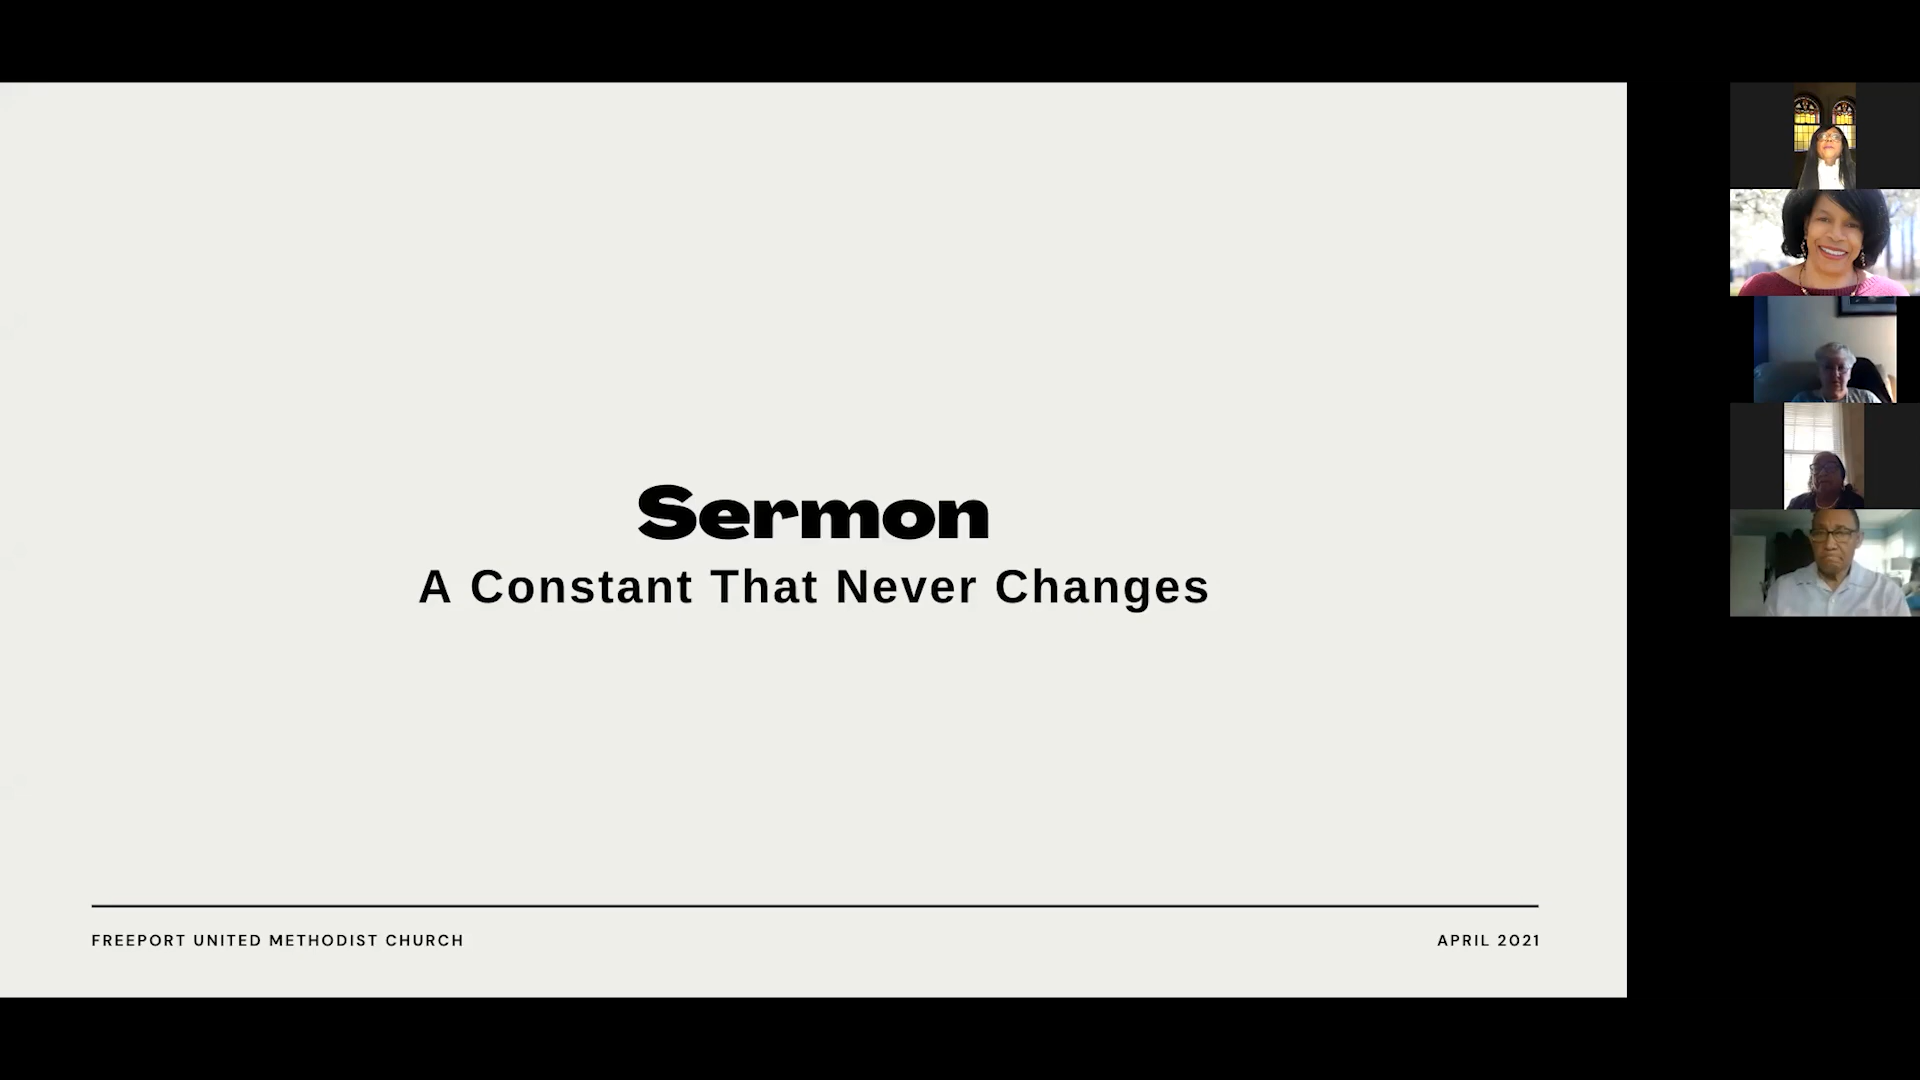 Sermon
A Constant That Never Changes
FREEPORT UNITED METHODIST CHURCH
APRIL 2021